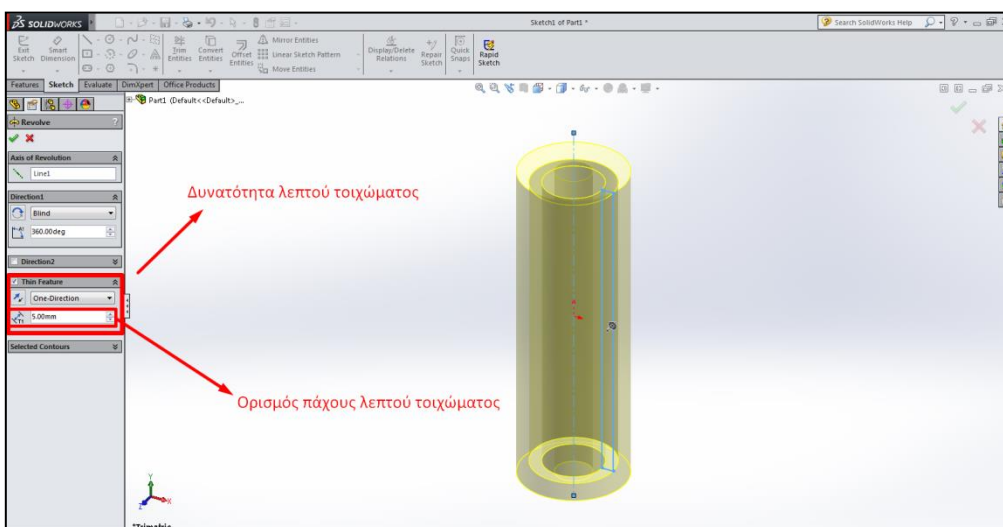 SOLIDWORKS
Sketch1 of Part1 *
Search SolidWorks Help
Exit Sketch
Smart Dimension
Trim Entities
Convert Entities
Offset Entities
Mirror Entities
Linear Sketch Pattern
Move Entities
Display/Delete Relations
Repair Sketch
Quick Snaps
Rapid Sketch
Features Sketch Evaluate DimXpert Office Products
Part1 (Default<<Default>_...
Revolve
Axis of Revolution
Line1
Direction1
Blind
360.00deg
Direction2
Thin Feature
One-Direction
5.00mm
Selected Contours
Δυνατότητα λεπτού τοιχώματος
Ορισμός πάχους λεπτού τοιχώματος
Y
X
Z
*Trimetric